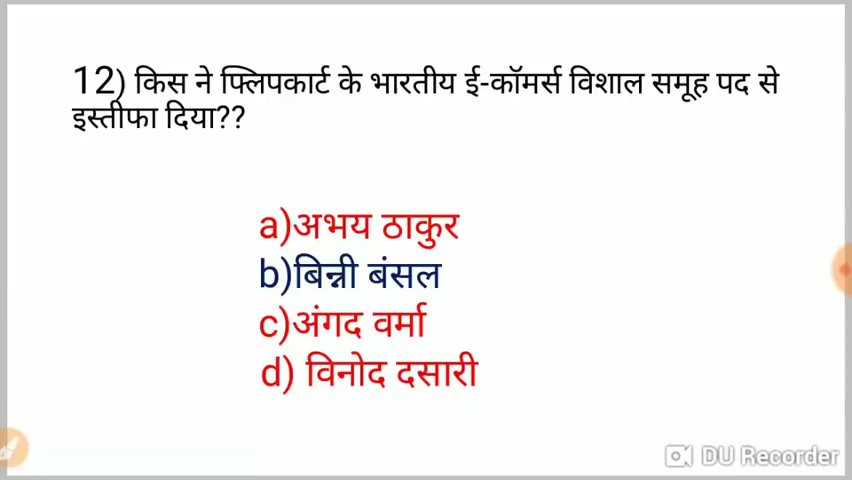 12) किस ने फ्लिपकार्ट के भारतीय ई-कॉमर्स विशाल समूह पद से
इस्तीफा दिया??
a)अभय ठाकुर
b)बिन्नी बंसल
c)अंगद वर्मा
d) विनोद दसारी
DU Recorder